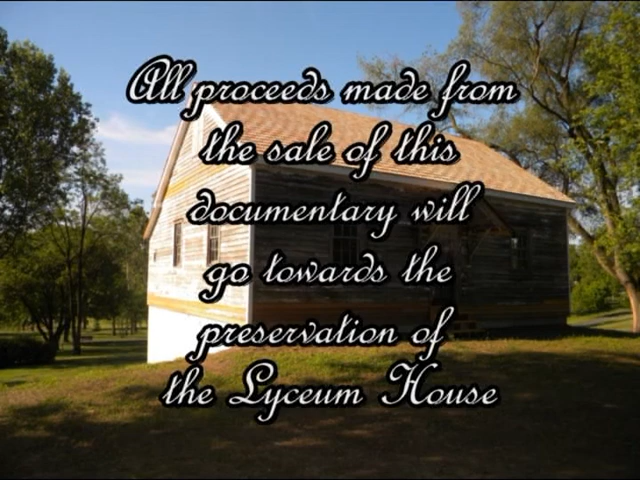 All proceeds made from
the sale of this
documentary will
go towards the
preservation of
the Lyceum House